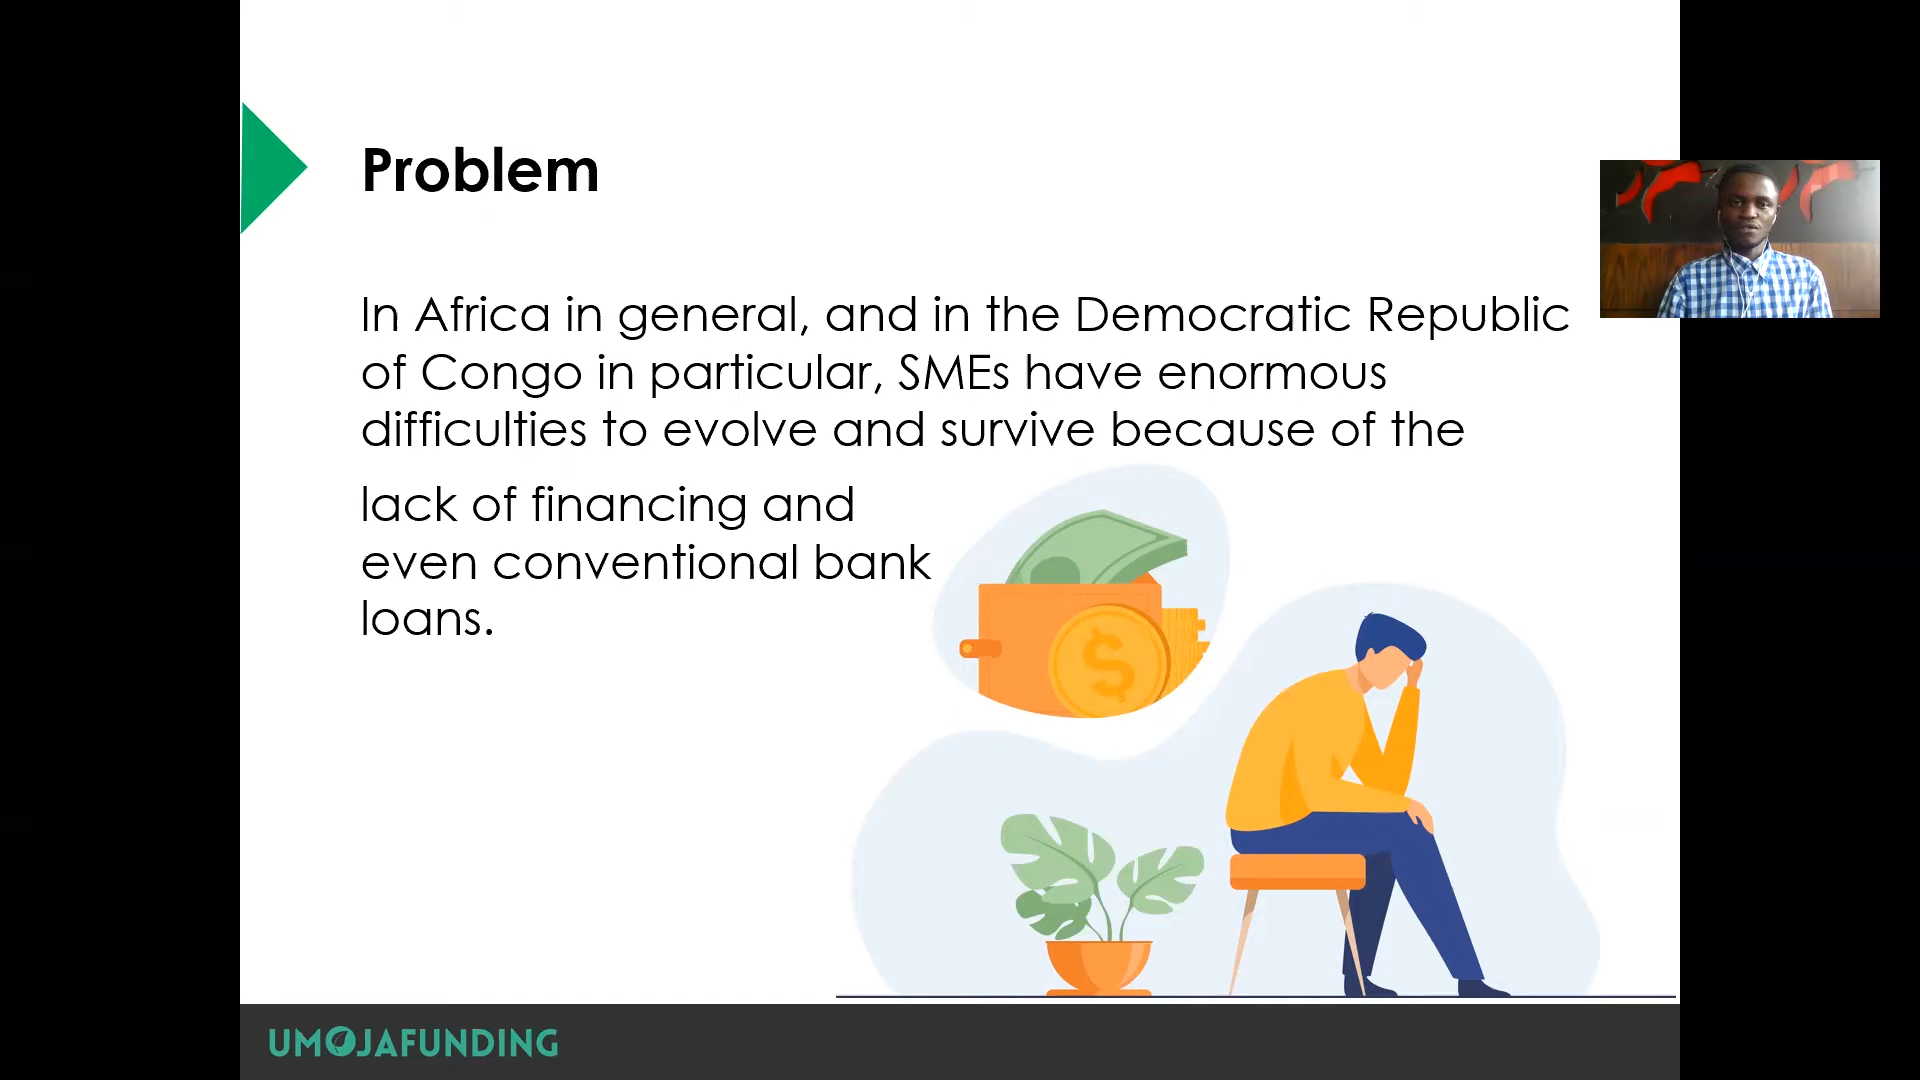 Problem
In Africa in general, and in the Democratic Republic
of Congo in particular, SMEs have enormous
difficulties to evolve and survive because of the
lack of financing and
even conventional bank
loans.
$
UMOJAFUNDING